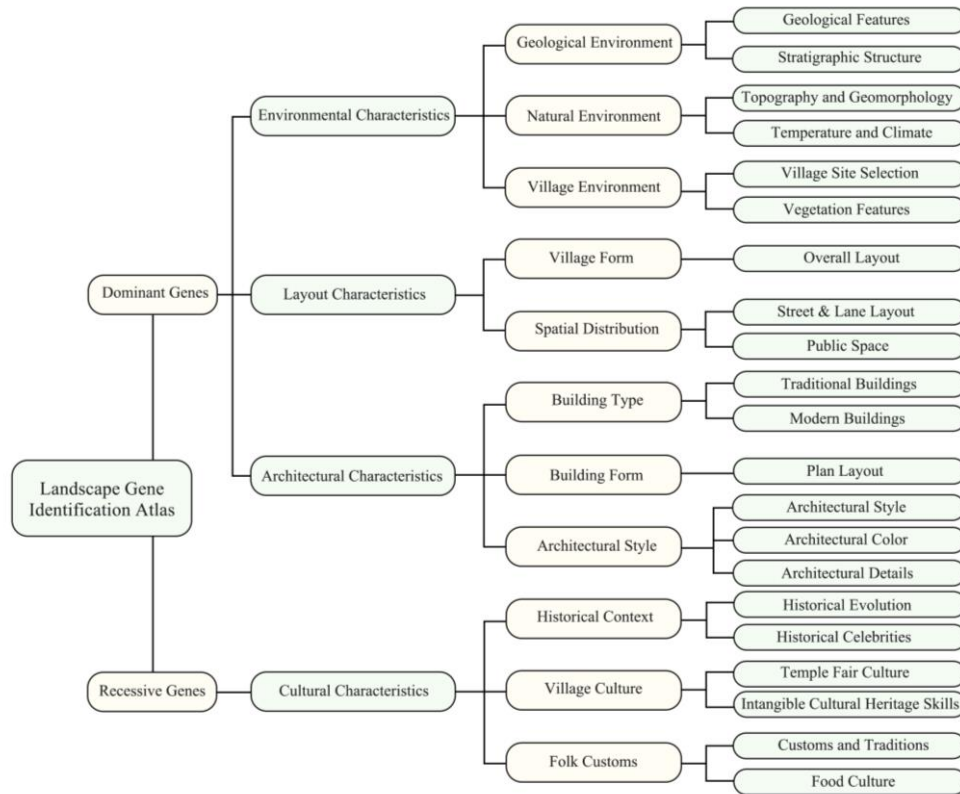 Landscape Gene
Identification Atlas
Dominant Genes
Environmental Characteristics
Geological Environment
Geological Features
Stratigraphic Structure
Natural Environment
Topography and Geomorphology
Temperature and Climate
Village Environment
Village Site Selection
Vegetation Features
Layout Characteristics
Village Form
Overall Layout
Spatial Distribution
Street & Lane Layout
Public Space
Architectural Characteristics
Building Type
Traditional Buildings
Modern Buildings
Building Form
Plan Layout
Architectural Style
Architectural Style
Architectural Color
Architectural Details
Recessive Genes
Cultural Characteristics
Historical Context
Historical Evolution
Historical Celebrities
Village Culture
Temple Fair Culture
Intangible Cultural Heritage Skills
Folk Customs
Customs and Traditions
Food Culture